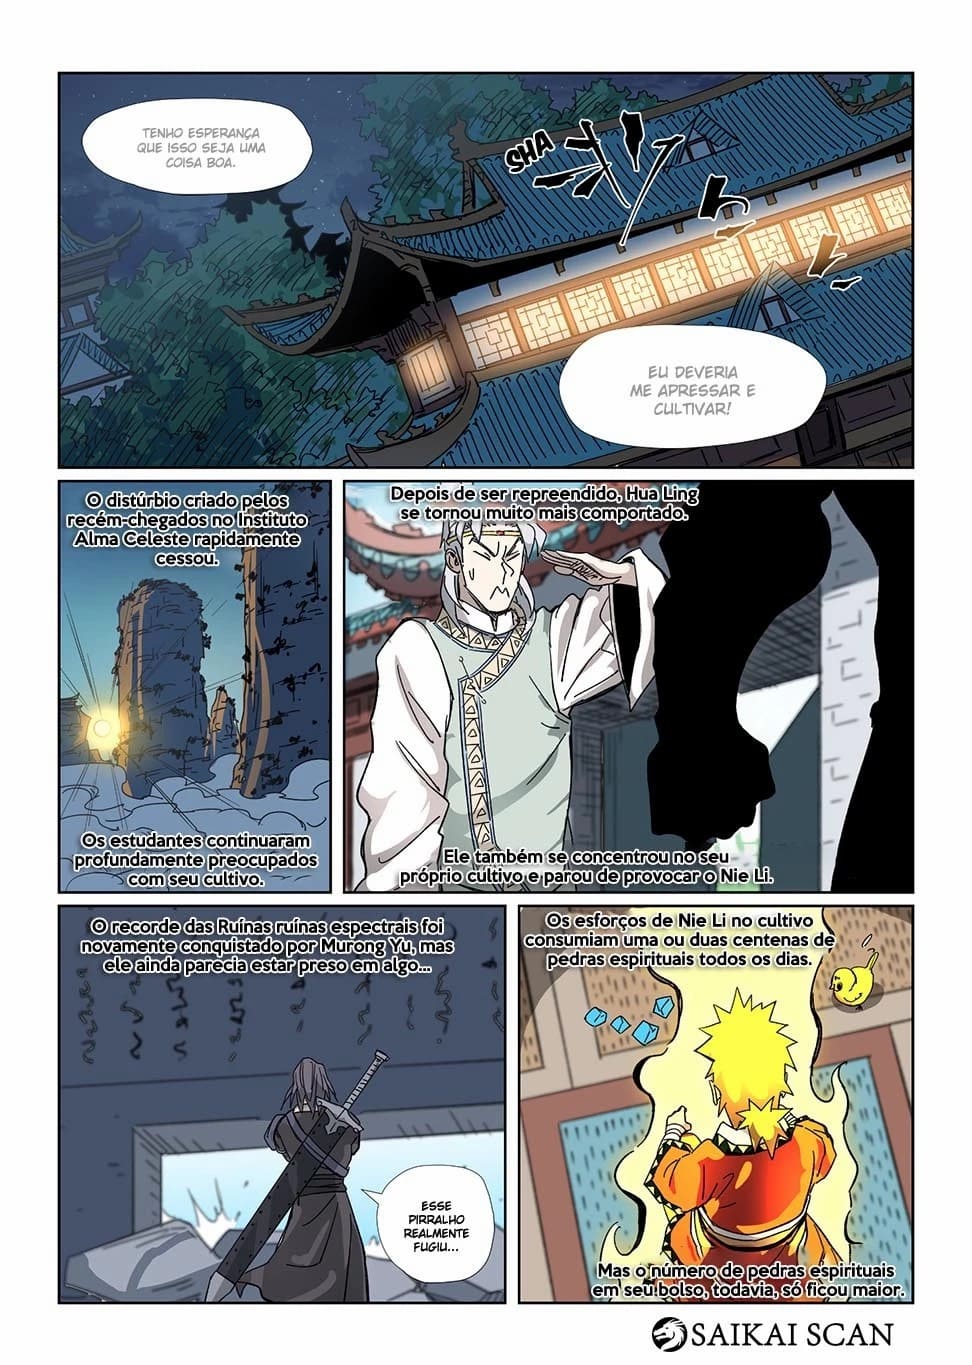 TENHO ESPERANÇA
QUE ISSO SEJA UMA
COISA BOA.
SHA
EU DEVERIA
ME APRESSAR E
CULTIVAR!
O distúrbio criado pelos
recém-chegados no Instituto
Alma Celeste rapidamente
cessou.
Os estudantes continuaram
profundamente preocupados
com seu cultivo.
Depois de ser repreendido, Hua Ling
se tornou muito mais comportado.
Ele também se concentrou no seu
próprio cultivo e parou de provocar o Nie Li.
O recorde das Ruínas ruínas espectrais foi
novamente conquistado por Murong Yu, mas
ele ainda parecia estar preso em algo...
ESSE
PIRRALHO
REALMENTE
FUGIU...
Os esforços de Nie Li no cultivo
consumiam uma ou duas centenas de
pedras espirituais todos os dias.
Mas o número de pedras espirituais
em seu bolso, todavia, só ficou maior.
SAIKAI SCAN